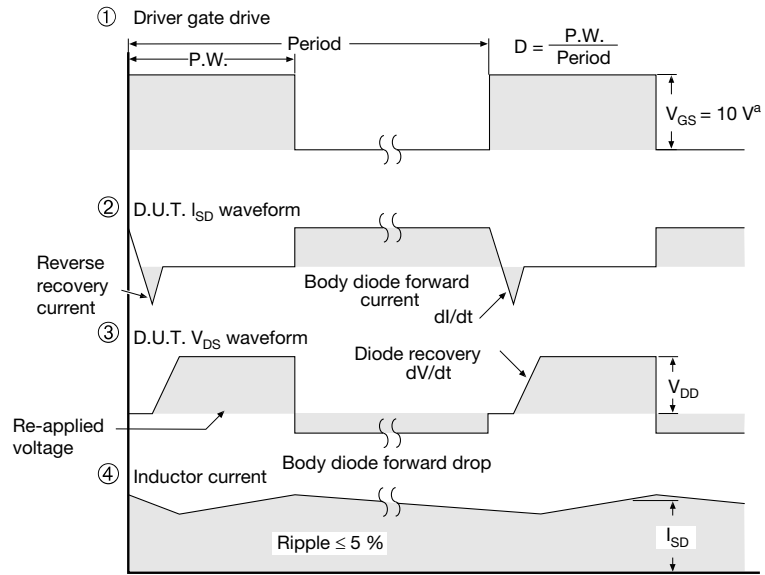 ① Driver gate drive
Period
P.W.
D = P.W. / Period
V_GS = 10 V^a
② D.U.T. I_SD waveform
Reverse
recovery
current
Body diode forward
current
dI/dt
③ D.U.T. V_DS waveform
Diode recovery
dV/dt
V_DD
Re-applied
voltage
Body diode forward drop
④ Inductor current
Ripple ≤ 5 %
I_SD